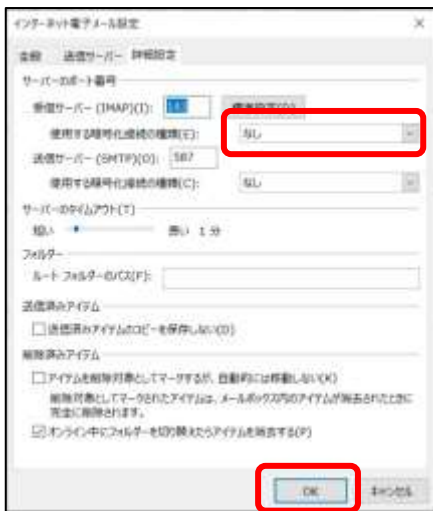 インターネット電子メール設定
全般 送信サーバー 詳細設定
サーバーのポート番号
受信サーバー (IMAP)(I): 143 標準設定(D)
使用する暗号化接続の種類(E): なし
送信サーバー (SMTP)(O): 587
使用する暗号化接続の種類(C): なし
サーバーのタイムアウト(T)
短い 長い 1 分
フォルダー
ルート フォルダーのパス(F):
送信済みアイテム
送信済みアイテムのコピーを保存しない(D)
削除済みアイテム
アイテムを削除対象としてマークするが、自動的には移動しない(K)
削除対象としてマークされたアイテムは、メールボックス内のアイテムが消去されたときに
完全に削除されます。
オンライン中にフォルダーを切り替えたらアイテムを消去する(P)
OK キャンセル